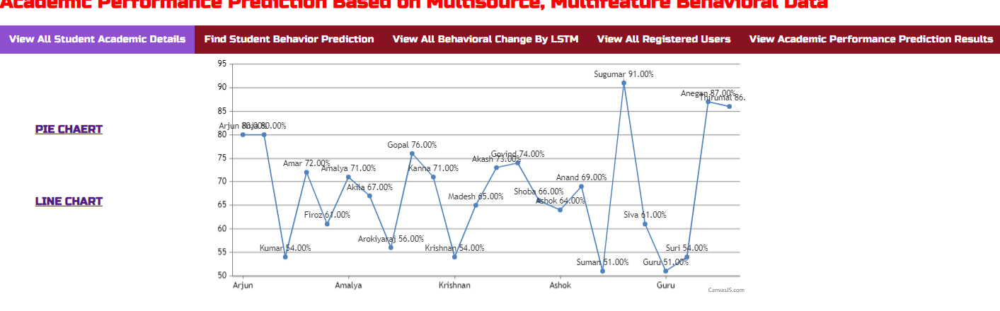 Academic Performance Prediction Based on Multisource, Multifeature Behavioral Data
View All Student Academic Details Find Student Behavior Prediction View All Behavioral Change By LSTM View All Registered Users View Academic Performance Prediction Results
PIE CHAERT
LINE CHART
95
90
85
80
75
70
65
60
55
50
Arjun 80.00%
Roja 80.00%
Kumar 54.00%
Amar 72.00%
Firoz 61.00%
Amalya 71.00%
Akila 67.00%
Arokiyaraj 56.00%
Gopal 76.00%
Kanna 71.00%
Krishnan 54.00%
Madesh 65.00%
Akash 73.00%
Govind 74.00%
Shoba 66.00%
Ashok 64.00%
Anand 69.00%
Suman 51.00%
Sugumar 91.00%
Siva 61.00%
Guru 51.00%
Suri 54.00%
Anegan 87.00%
Thirumal 86.
Arjun Amalya Krishnan Ashok Guru
CanvasJS.com